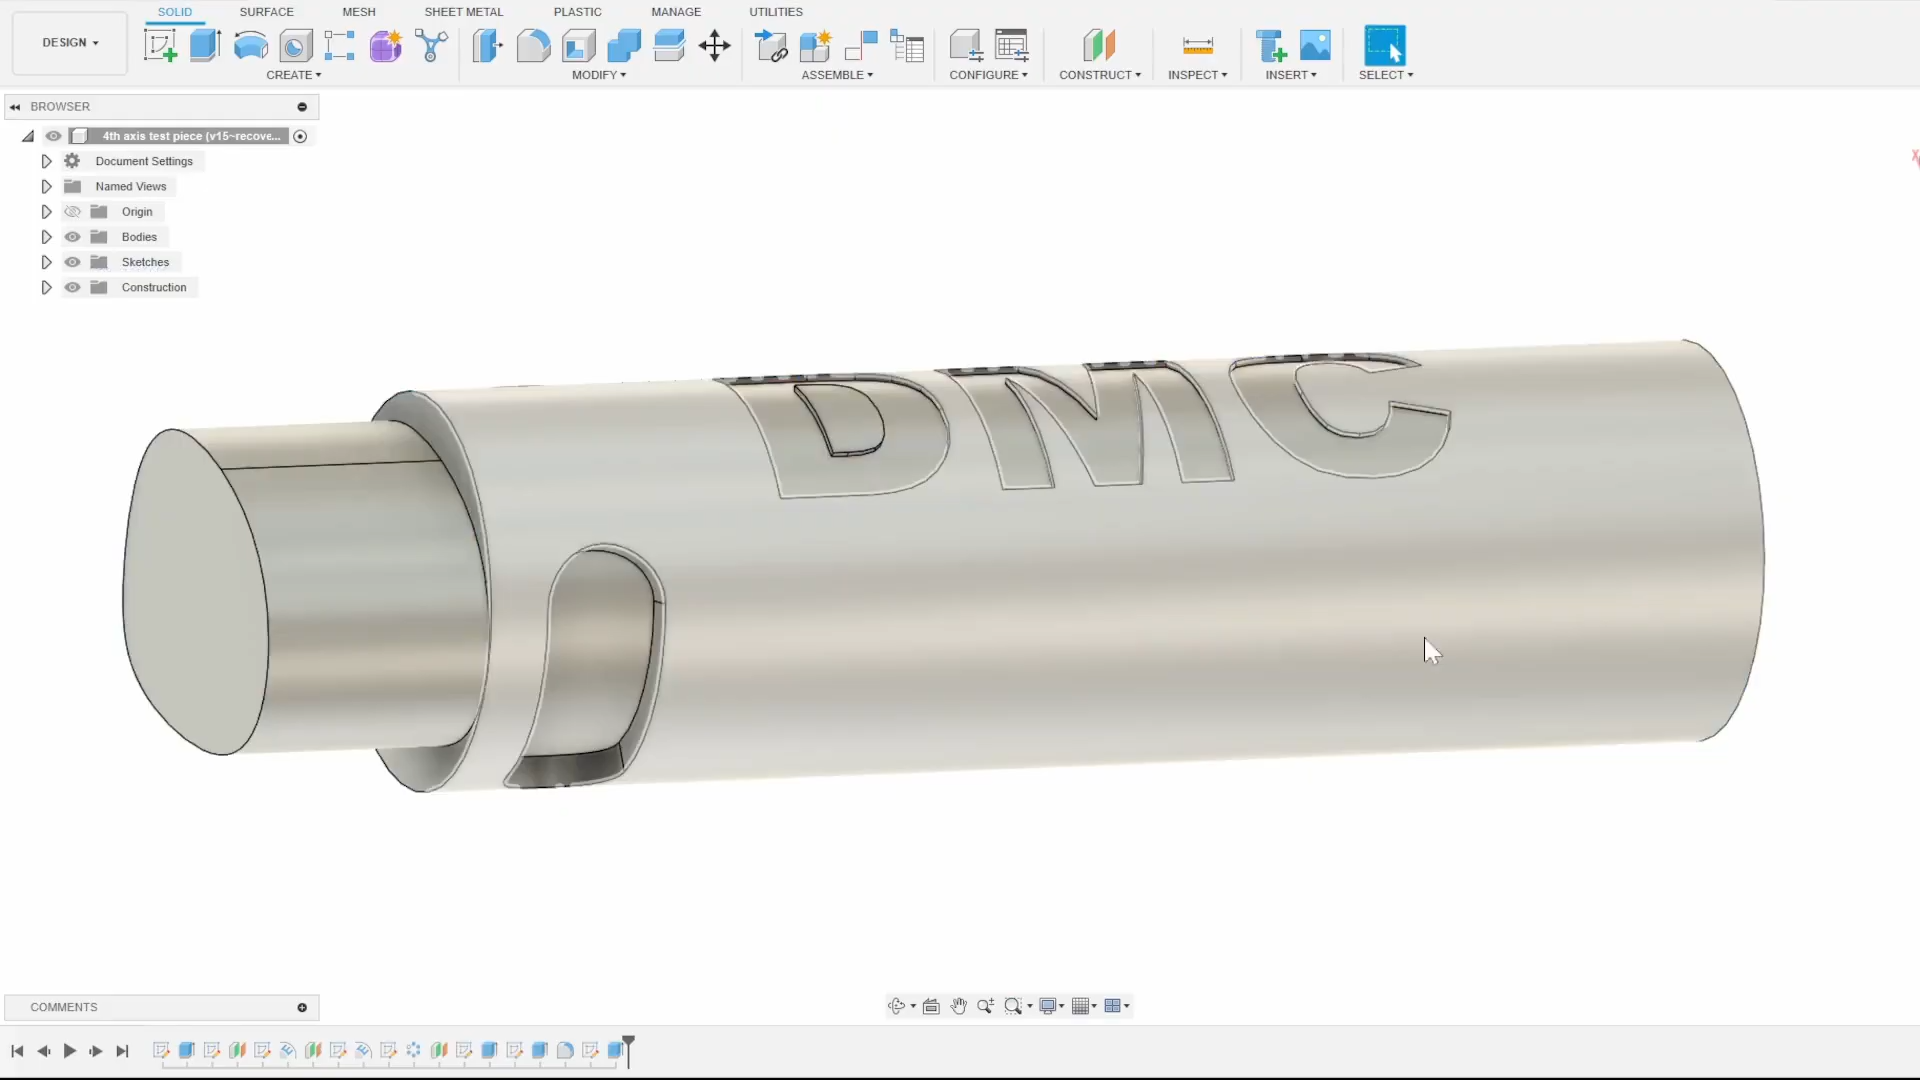 SOLID SURFACE MESH SHEET METAL PLASTIC MANAGE UTILITIES
DESIGN
CREATE MODIFY ASSEMBLE CONFIGURE CONSTRUCT INSPECT INSERT SELECT
BROWSER
4th axis test piece (v15~recove...
Document Settings
Named Views
Origin
Bodies
Sketches
Construction
X
DMC
COMMENTS